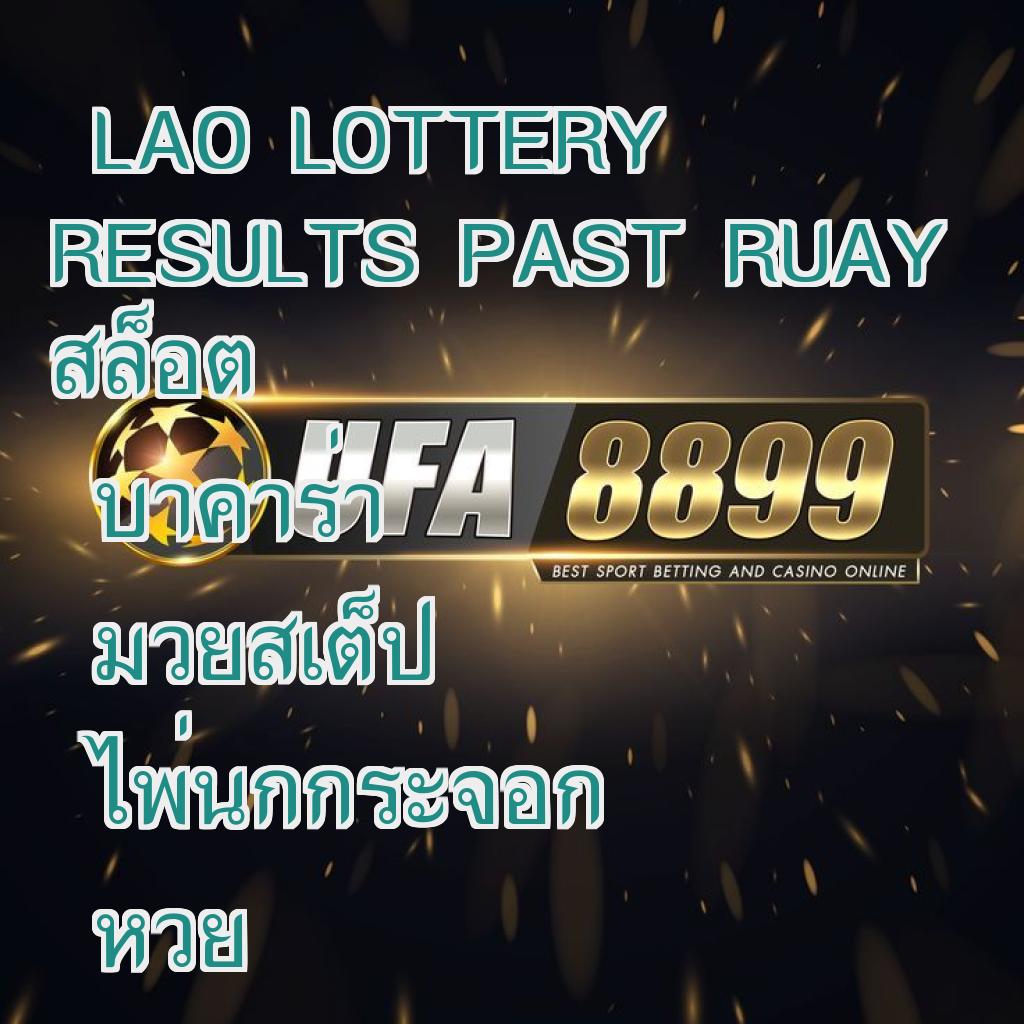 LAO LOTTERY
RESULTS PAST RUAY
สล็อต
UFA 8899
บาคาร่า
BEST SPORT BETTING AND CASINO ONLINE
มวยสเต็ป
ไพ่นกกระจอก
หวย